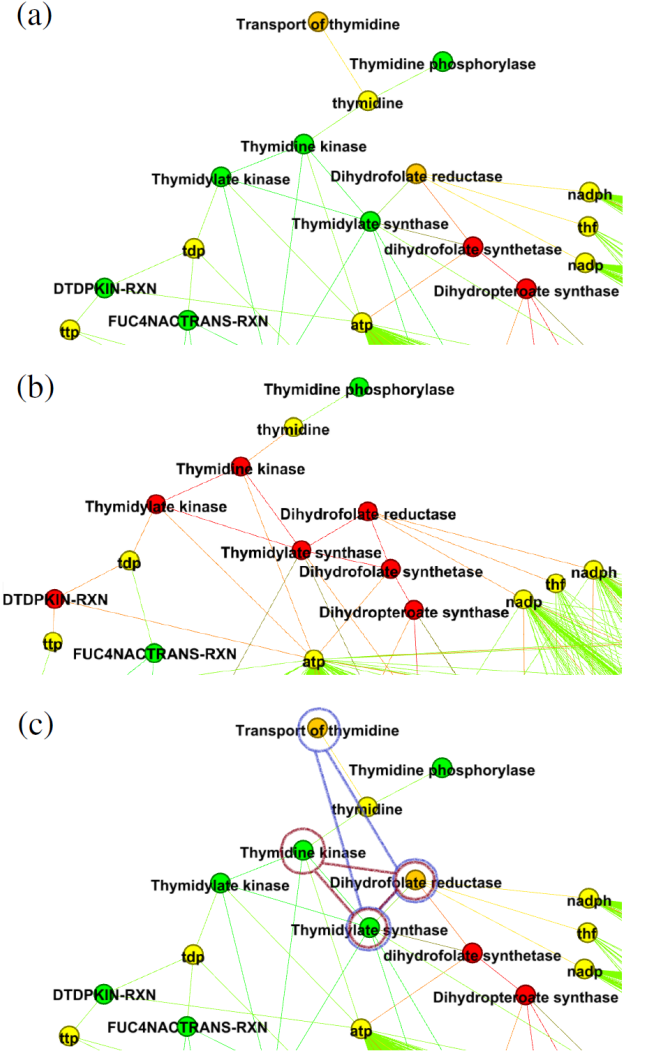 (a)
Transport of thymidine
Thymidine phosphorylase
thymidine
Thymidine kinase
Thymidylate kinase
Dihydrofolate reductase
nadph
Thymidylate synthase
thf
tdp
dihydrofolate synthetase
nadp
DTDPKIN-RXN
Dihydropteroate synthase
ttp
FUC4NACTRANS-RXN
atp
(b)
Thymidine phosphorylase
thymidine
Thymidine kinase
Thymidylate kinase
Dihydrofolate reductase
Thymidylate synthase
tdp
Dihydrofolate synthetase
nadph
thf
DTDPKIN-RXN
nadp
Dihydropteroate synthase
ttp
FUC4NACTRANS-RXN
atp
(c)
Transport of thymidine
Thymidine phosphorylase
thymidine
Thymidine kinase
Thymidylate kinase
Dihydrofolate reductase
nadph
Thymidylate synthase
thf
tdp
dihydrofolate synthetase
nadp
DTDPKIN-RXN
Dihydropteroate synthase
ttp
FUC4NACTRANS-RXN
atp